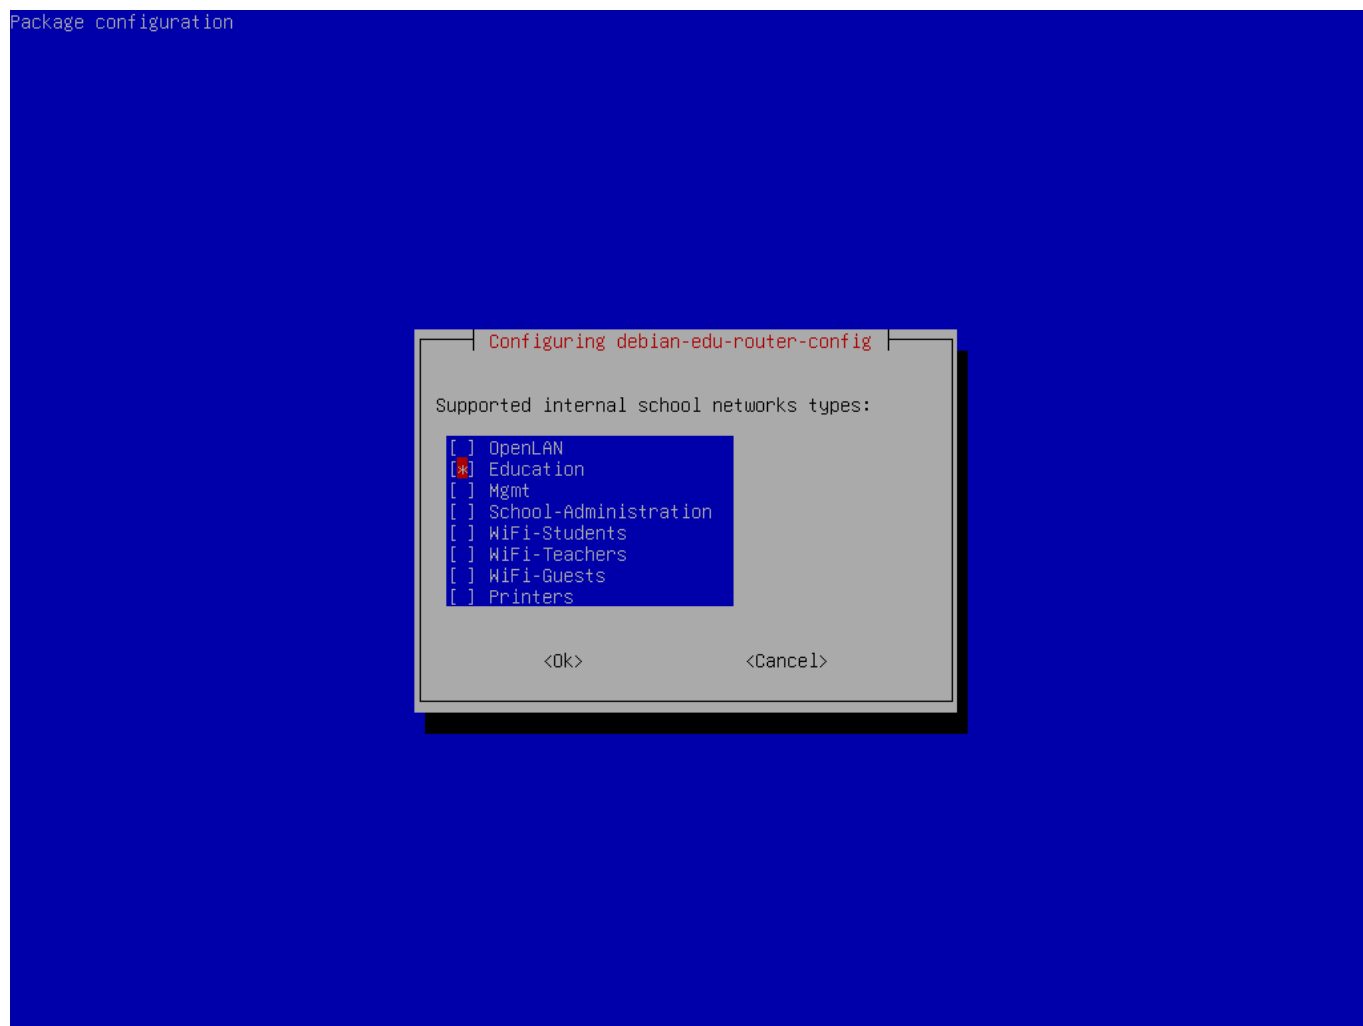 Package configuration
Configuring debian-edu-router-config
Supported internal school networks types:
[ ] OpenLAN
[*] Education
[ ] Mgmt
[ ] School-Administration
[ ] WiFi-Students
[ ] WiFi-Teachers
[ ] WiFi-Guests
[ ] Printers
<Ok> <Cancel>